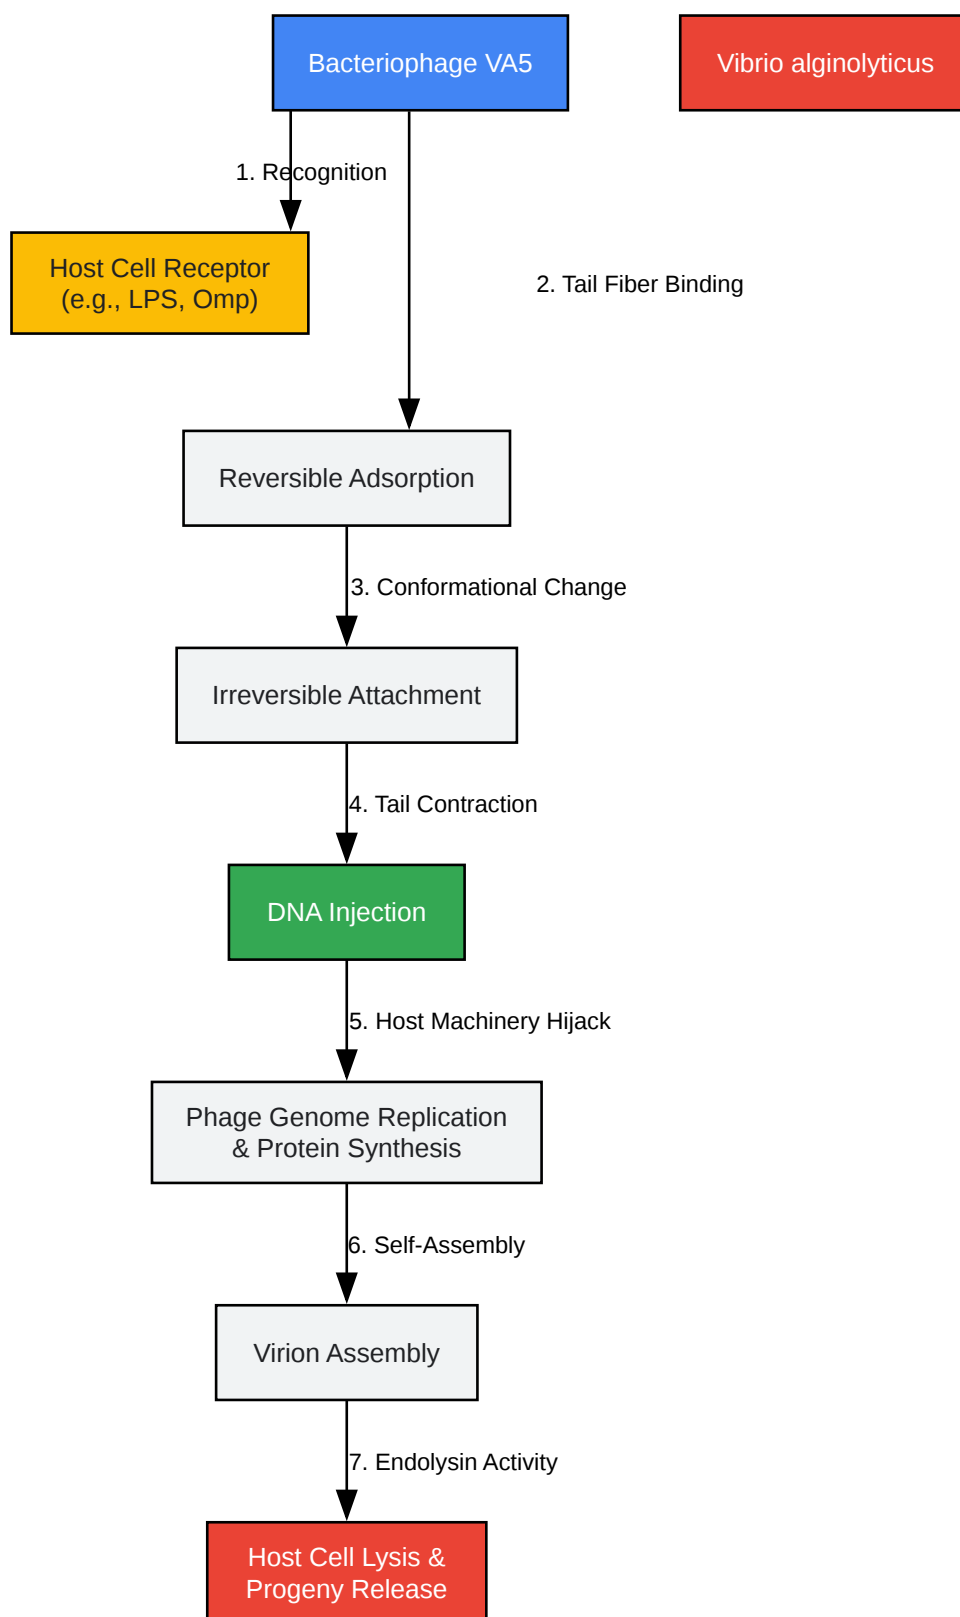 Bacteriophage VA5
Vibrio alginolyticus
1. Recognition
Host Cell Receptor
(e.g., LPS, Omp)
2. Tail Fiber Binding
Reversible Adsorption
3. Conformational Change
Irreversible Attachment
4. Tail Contraction
DNA Injection
5. Host Machinery Hijack
Phage Genome Replication
& Protein Synthesis
6. Self-Assembly
Virion Assembly
7. Endolysin Activity
Host Cell Lysis &
Progeny Release